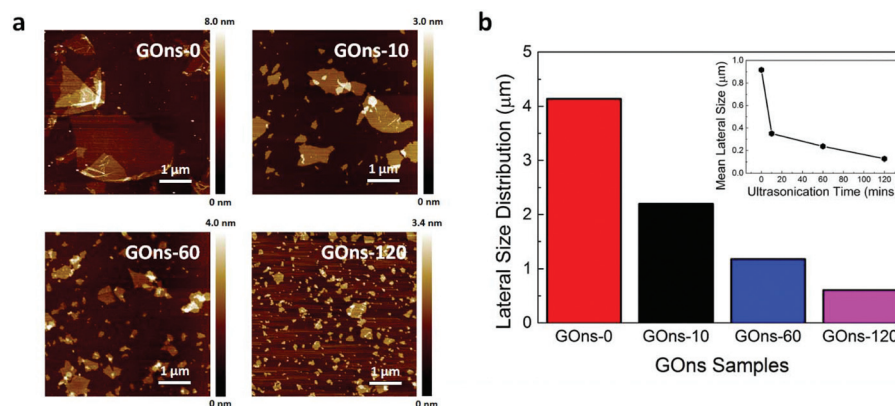 a
8.0 nm
3.0 nm
GOns-0
GOns-10
1 μm
1 μm
0 nm
0 nm
4.0 nm
3.4 nm
GOns-60
GOns-120
1 μm
1 μm
0 nm
0 nm
b
Lateral Size Distribution (μm)
5
4
3
2
1
0
GOns-0
GOns-10
GOns-60
GOns-120
GOns Samples
Mean Lateral Size (μm)
1.0
0.8
0.6
0.4
0.2
0.0
0 20 40 60 80 100 120
Ultrasonication Time (mins